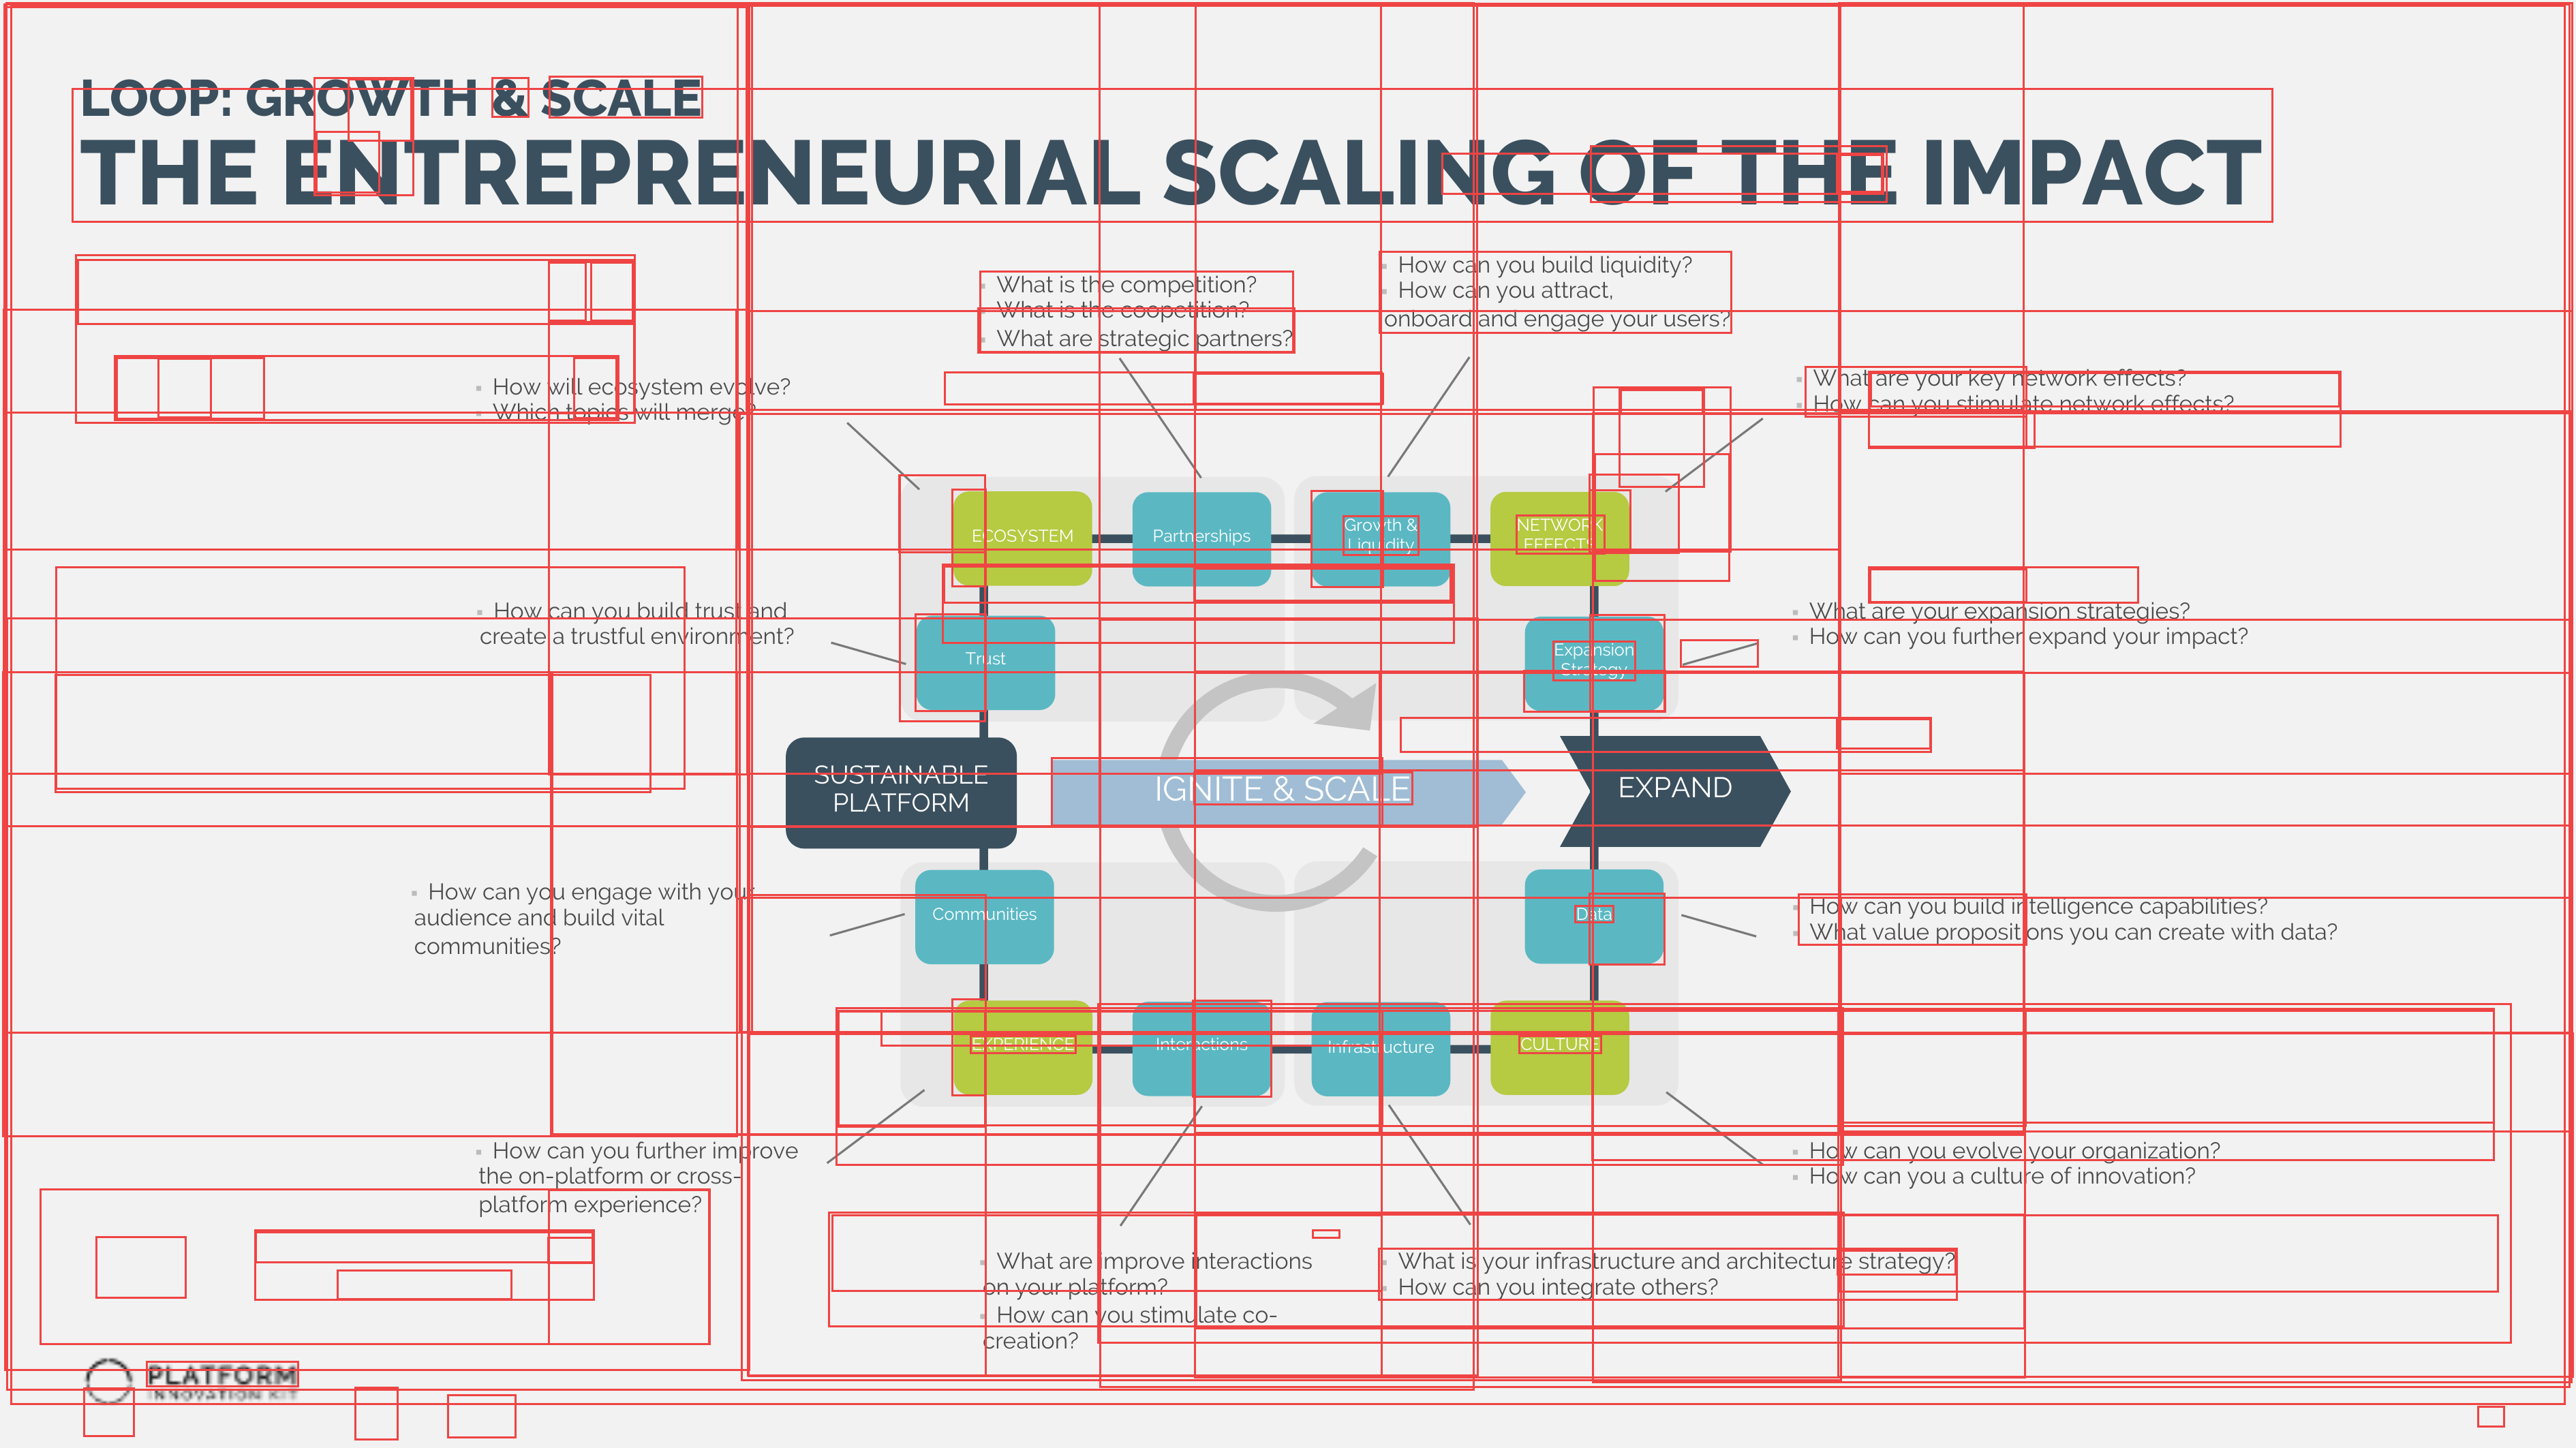 LOOP: GROWTH & SCALE
THE ENTREPRENEURIAL SCALING OF THE IMPACT
What is the competition?
What is the coopetition?
What are strategic partners?
How can you build liquidity?
How can you attract,
onboard and engage your users?
How will ecosystem evolve?
Which topics will merge?
What are your key network effects?
How can you stimulate network effects?
ECOSYSTEM
Partnerships
Growth &
Liquidity
NETWORK
EFFECTS
How can you build trust and
create a trustful environment?
Trust
Expansion
Strategy
What are your expansion strategies?
How can you further expand your impact?
SUSTAINABLE
PLATFORM
IGNITE & SCALE
EXPAND
How can you engage with your
audience and build vital
communities?
Communities
Data
How can you build intelligence capabilities?
What value propositions you can create with data?
EXPERIENCE
Interactions
Infrastructure
CULTURE
How can you further improve
the on-platform or cross-
platform experience?
How can you evolve your organization?
How can you a culture of innovation?
What are improve interactions
on your platform?
How can you stimulate co-
creation?
What is your infrastructure and architecture strategy?
How can you integrate others?
PLATFORM
INNOVATION KIT